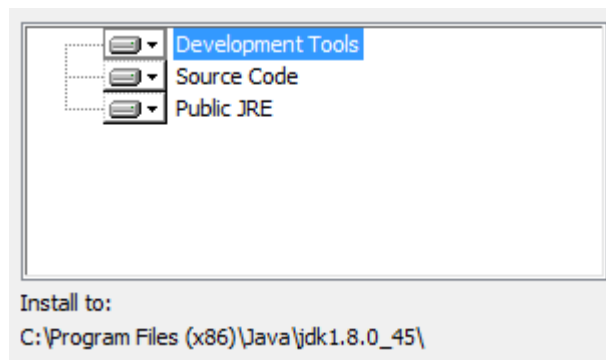 Development Tools
Source Code
Public JRE
Install to:
C:\Program Files (x86)\Java\jdk1.8.0_45\